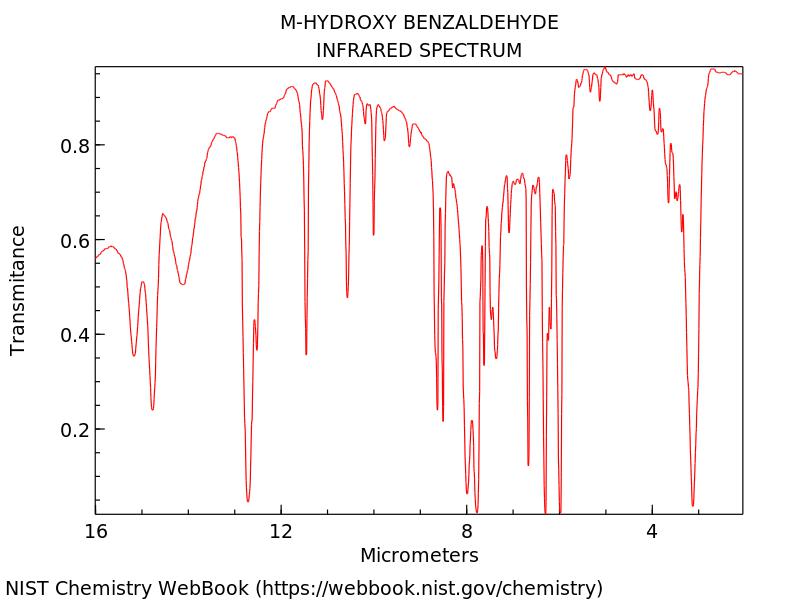 M-HYDROXY BENZALDEHYDE
INFRARED SPECTRUM
Transmitance
0.8
0.6
0.4
0.2
16 12 8 4
Micrometers
NIST Chemistry WebBook (https://webbook.nist.gov/chemistry)